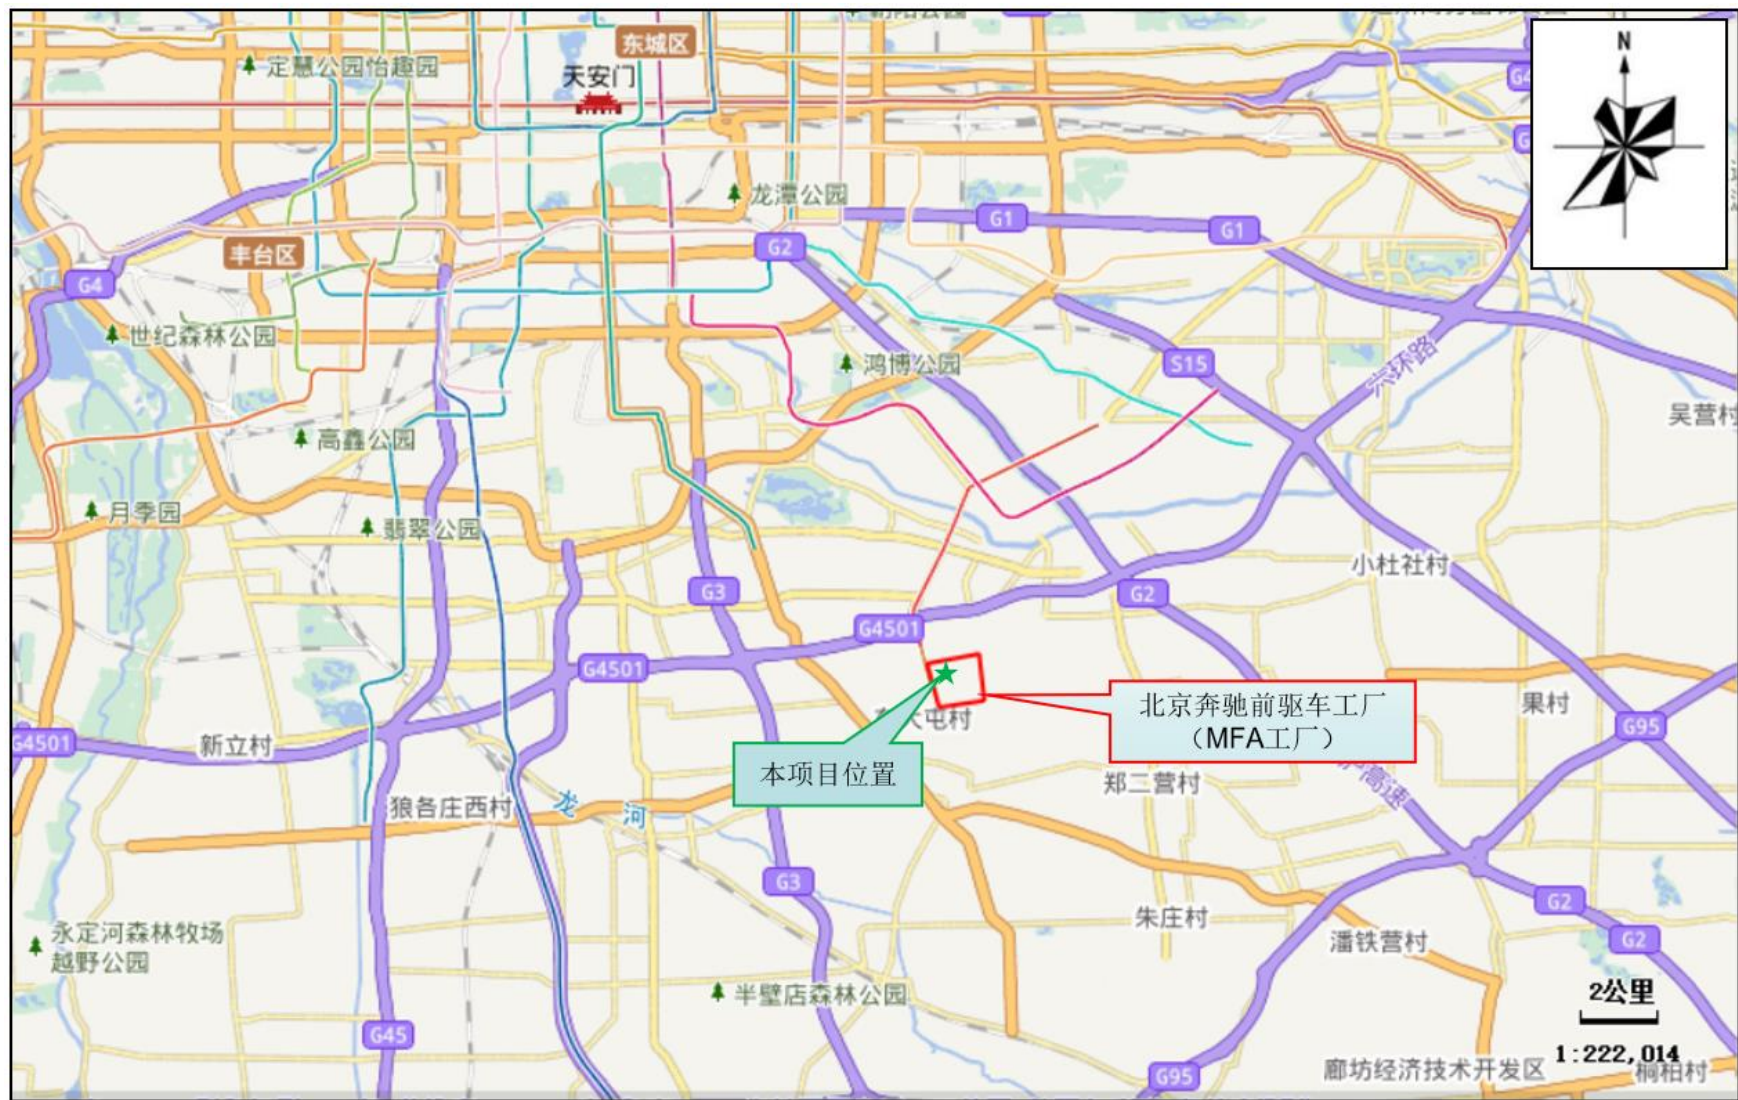 东城区
N
定慧公园怡趣园
天安门
龙潭公园
G1
G1
G2
丰台区
G4
世纪森林公园
鸿博公园
S15
六环路
吴营村
高鑫公园
月季园
翡翠公园
小杜社村
G3
G2
G4501
G4501
北京奔驰前驱车工厂
（MFA工厂）
果村
大屯村
G95
G4501
新立村
本项目位置
郑二营村
高速
狼各庄西村
龙河
G3
G2
朱庄村
永定河森林牧场
越野公园
潘铁营村
G2
半壁店森林公园
2公里
G45
1:222,014
廊坊经济技术开发区
桐柏村
G95